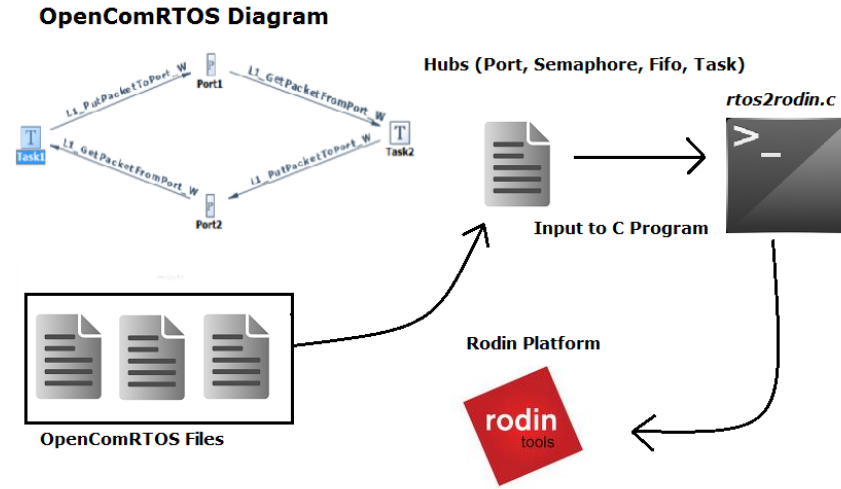 OpenComRTOS Diagram
L1_PutPacketToPort_W
P
Port1
L1_GetPacketFromPort_W
T
Task1
T
Task2
L1_GetPacketFromPort_W
L1_PutPacketToPort_W
P
Port2
Hubs (Port, Semaphore, Fifo, Task)
rtos2rodin.c
>_
Input to C Program
OpenComRTOS Files
Rodin Platform
rodin
tools